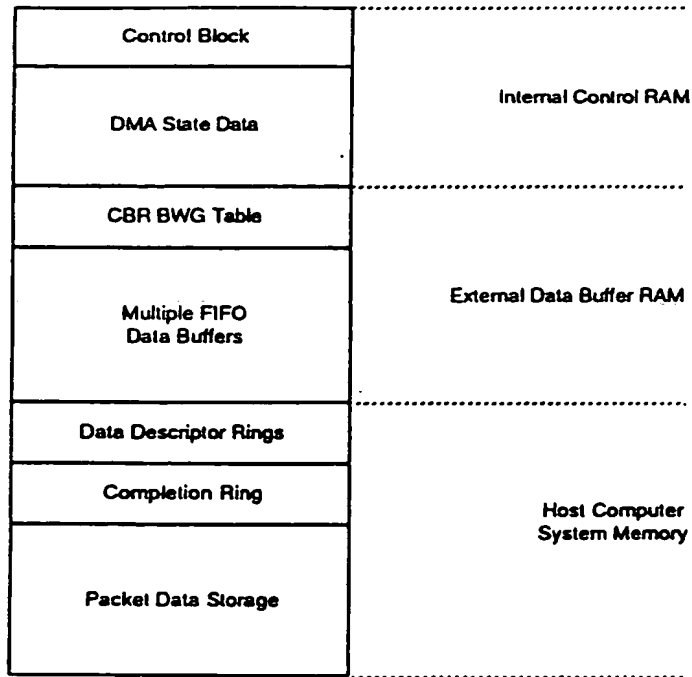 Control Block
Internal Control RAM
DMA State Data
CBR BWG Table
External Data Buffer RAM
Multiple FIFO
Data Buffers
Data Descriptor Rings
Completion Ring
Host Computer
System Memory
Packet Data Storage